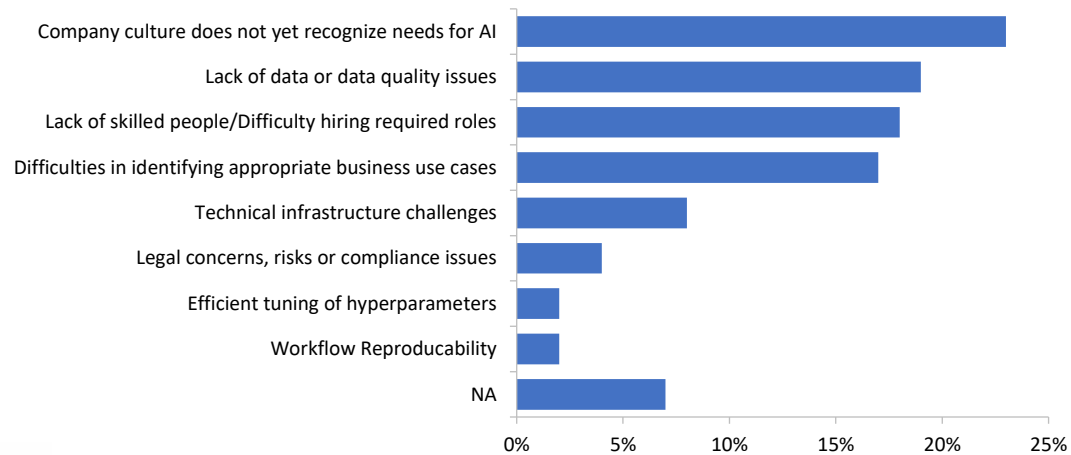 Company culture does not yet recognize needs for AI
Lack of data or data quality issues
Lack of skilled people/Difficulty hiring required roles
Difficulties in identifying appropriate business use cases
Technical infrastructure challenges
Legal concerns, risks or compliance issues
Efficient tuning of hyperparameters
Workflow Reproducability
NA
0% 5% 10% 15% 20% 25%